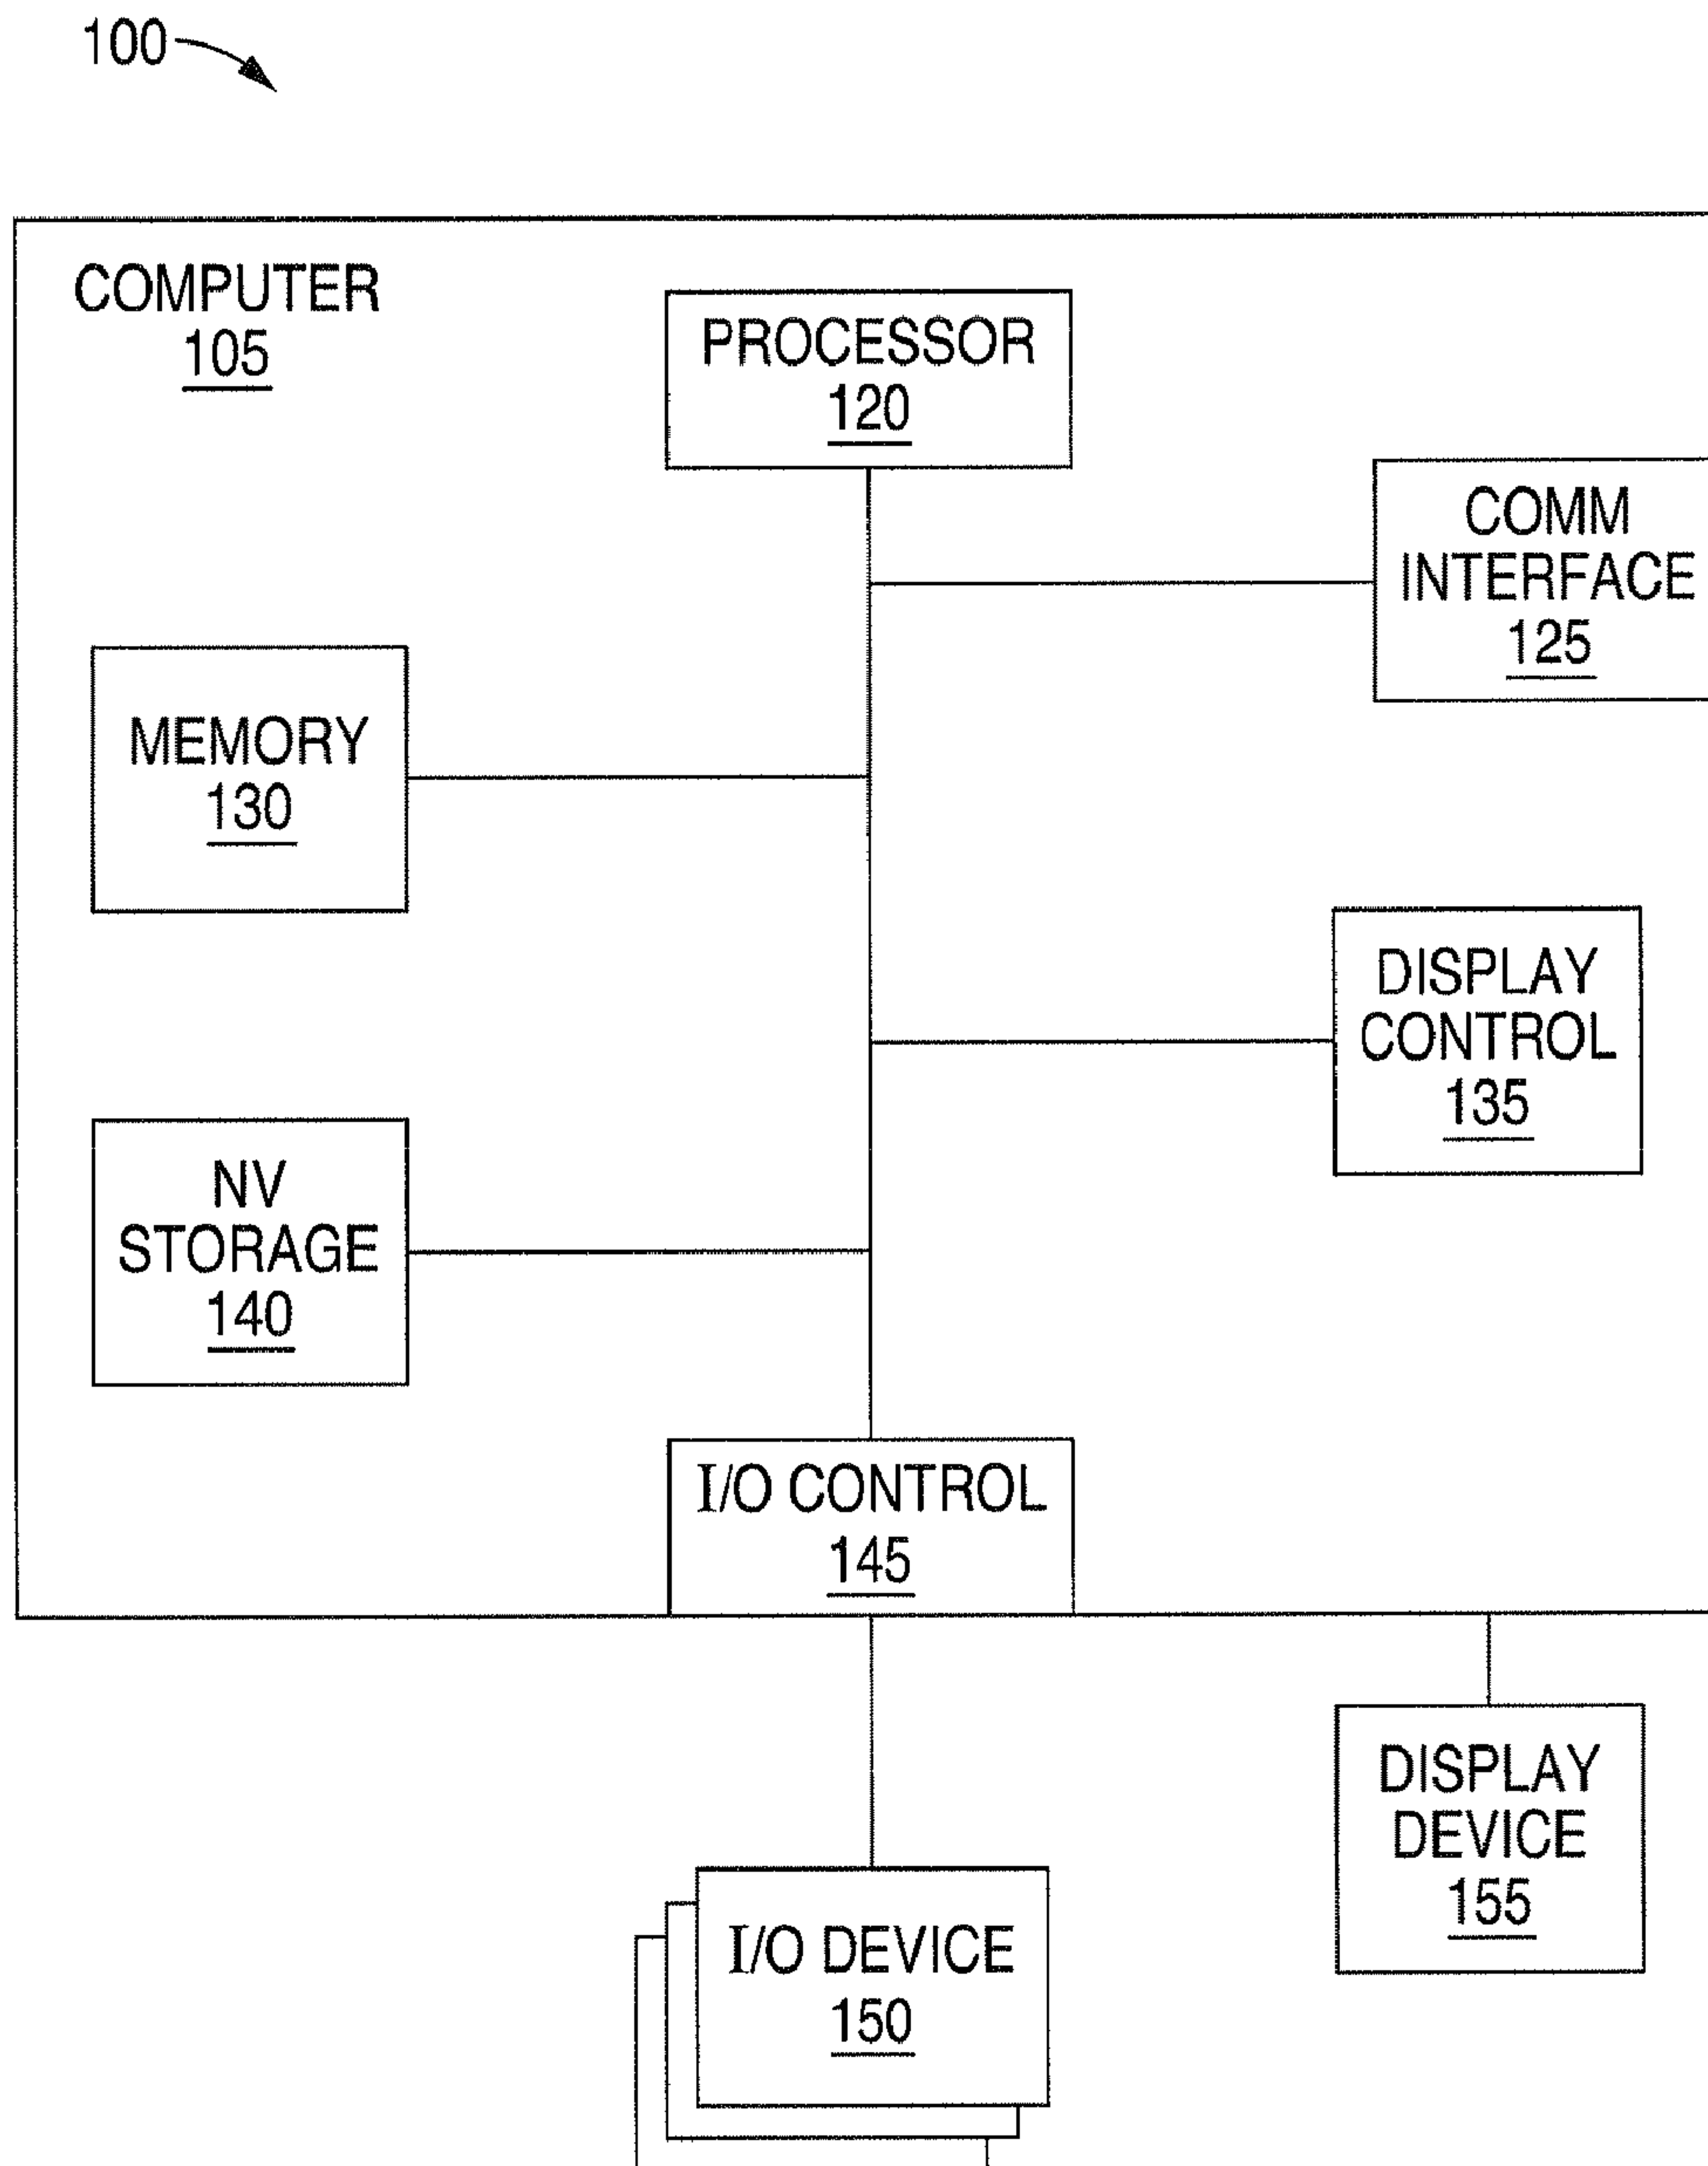 100
COMPUTER
105
PROCESSOR
120
COMM
INTERFACE
125
MEMORY
130
DISPLAY
CONTROL
135
NV
STORAGE
140
I/O CONTROL
145
DISPLAY
DEVICE
155
I/O DEVICE
150